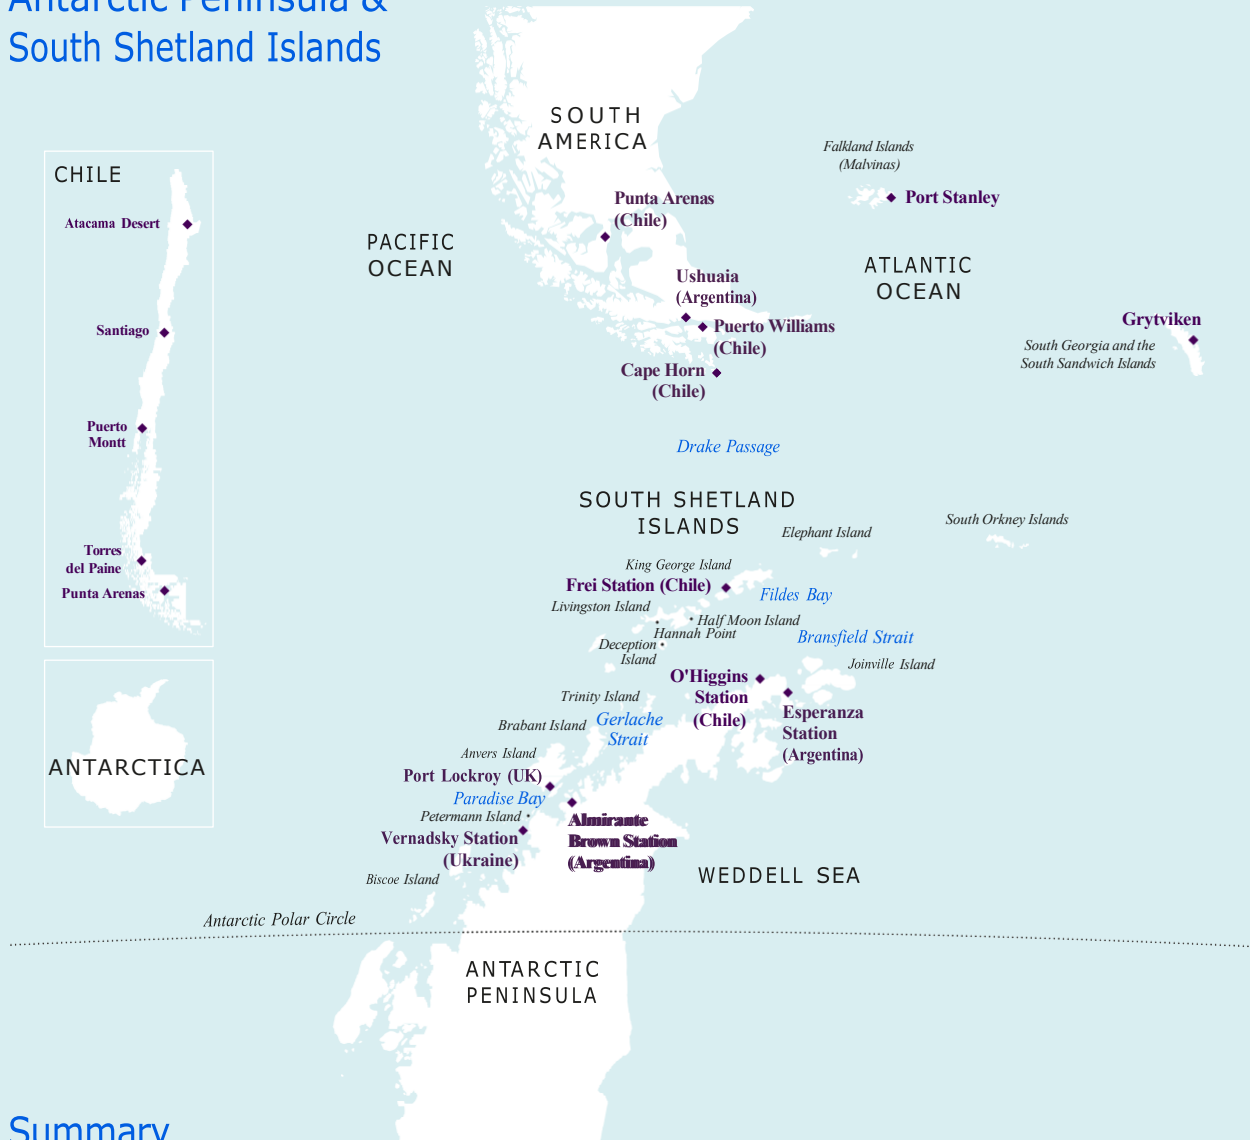 Antarctic Peninsula &
South Shetland Islands
SOUTH
AMERICA
Falkland Islands
(Malvinas)
CHILE
Port Stanley
Punta Arenas
(Chile)
Atacama Desert
PACIFIC
OCEAN
ATLANTIC
OCEAN
Ushuaia
(Argentina)
Grytviken
Santiago
Puerto Williams
(Chile)
South Georgia and the
South Sandwich Islands
Cape Horn
(Chile)
Puerto
Montt
Drake Passage
SOUTH SHETLAND
ISLANDS
Elephant Island
South Orkney Islands
Torres
del Paine
King George Island
Frei Station (Chile)
Punta Arenas
Fildes Bay
Livingston Island
Half Moon Island
Hannah Point
Bransfield Strait
Deception
Island
Joinville Island
O'Higgins
Station
(Chile)
Trinity Island
Esperanza
Station
(Argentina)
Brabant Island
Gerlache
Strait
Anvers Island
ANTARCTICA
Port Lockroy (UK)
Paradise Bay
Petermann Island
Almirante
Brown Station
(Argentina)
Vernadsky Station
(Ukraine)
Biscoe Island
WEDDELL SEA
Antarctic Polar Circle
ANTARCTIC
PENINSULA
Summary